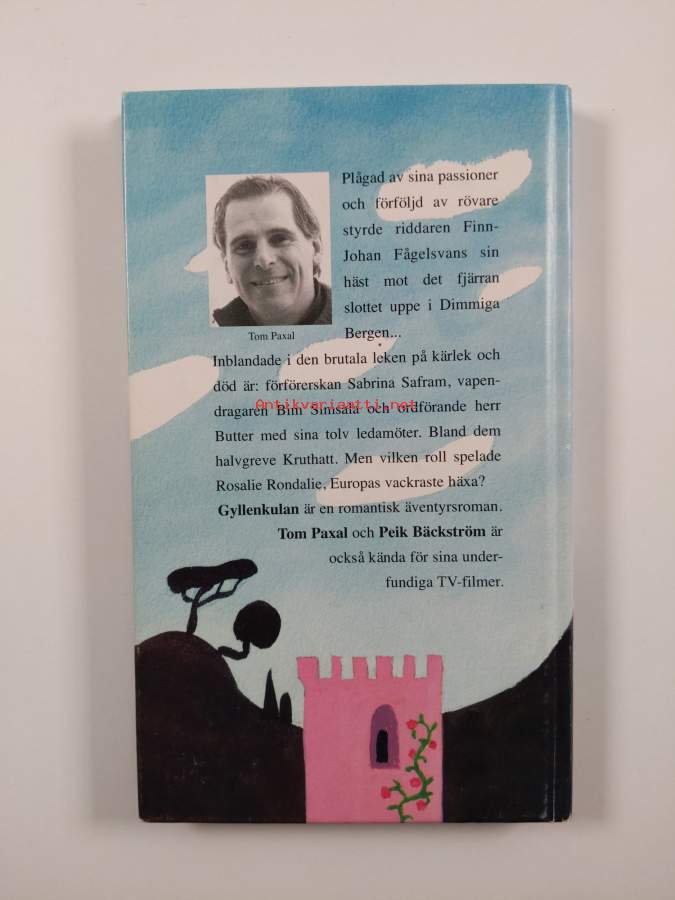 Plågad av sina passioner
och förföljd av rövare
styrde riddaren Finn-
Johan Fågelsvans sin
häst mot det fjärran
slottet uppe i Dimmiga
Bergen...
Tom Paxal
Inblandade i den brutala leken på kärlek och
död är: förförerskan Sabrina Safram, vapen-
dragaren Bini Simsala och ordförande herr
Antikvariaatti.net
Butter med sina tolv ledamöter. Bland dem
halvgreve Kruthatt. Men vilken roll spelade
Rosalie Rondalie, Europas vackraste häxa?
Gyllenkulan är en romantisk äventyrsroman.
Tom Paxal och Peik Bäckström är
också kända för sina under-
fundiga TV-filmer.